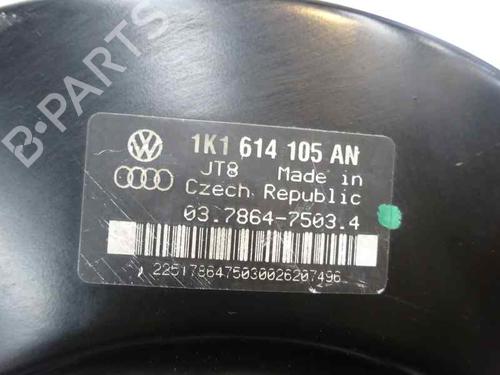 1K1 614 105 AN
JT8 Made in
Czech Republic
03.7864-7503.4
2251786475030026207496
B-PARTS